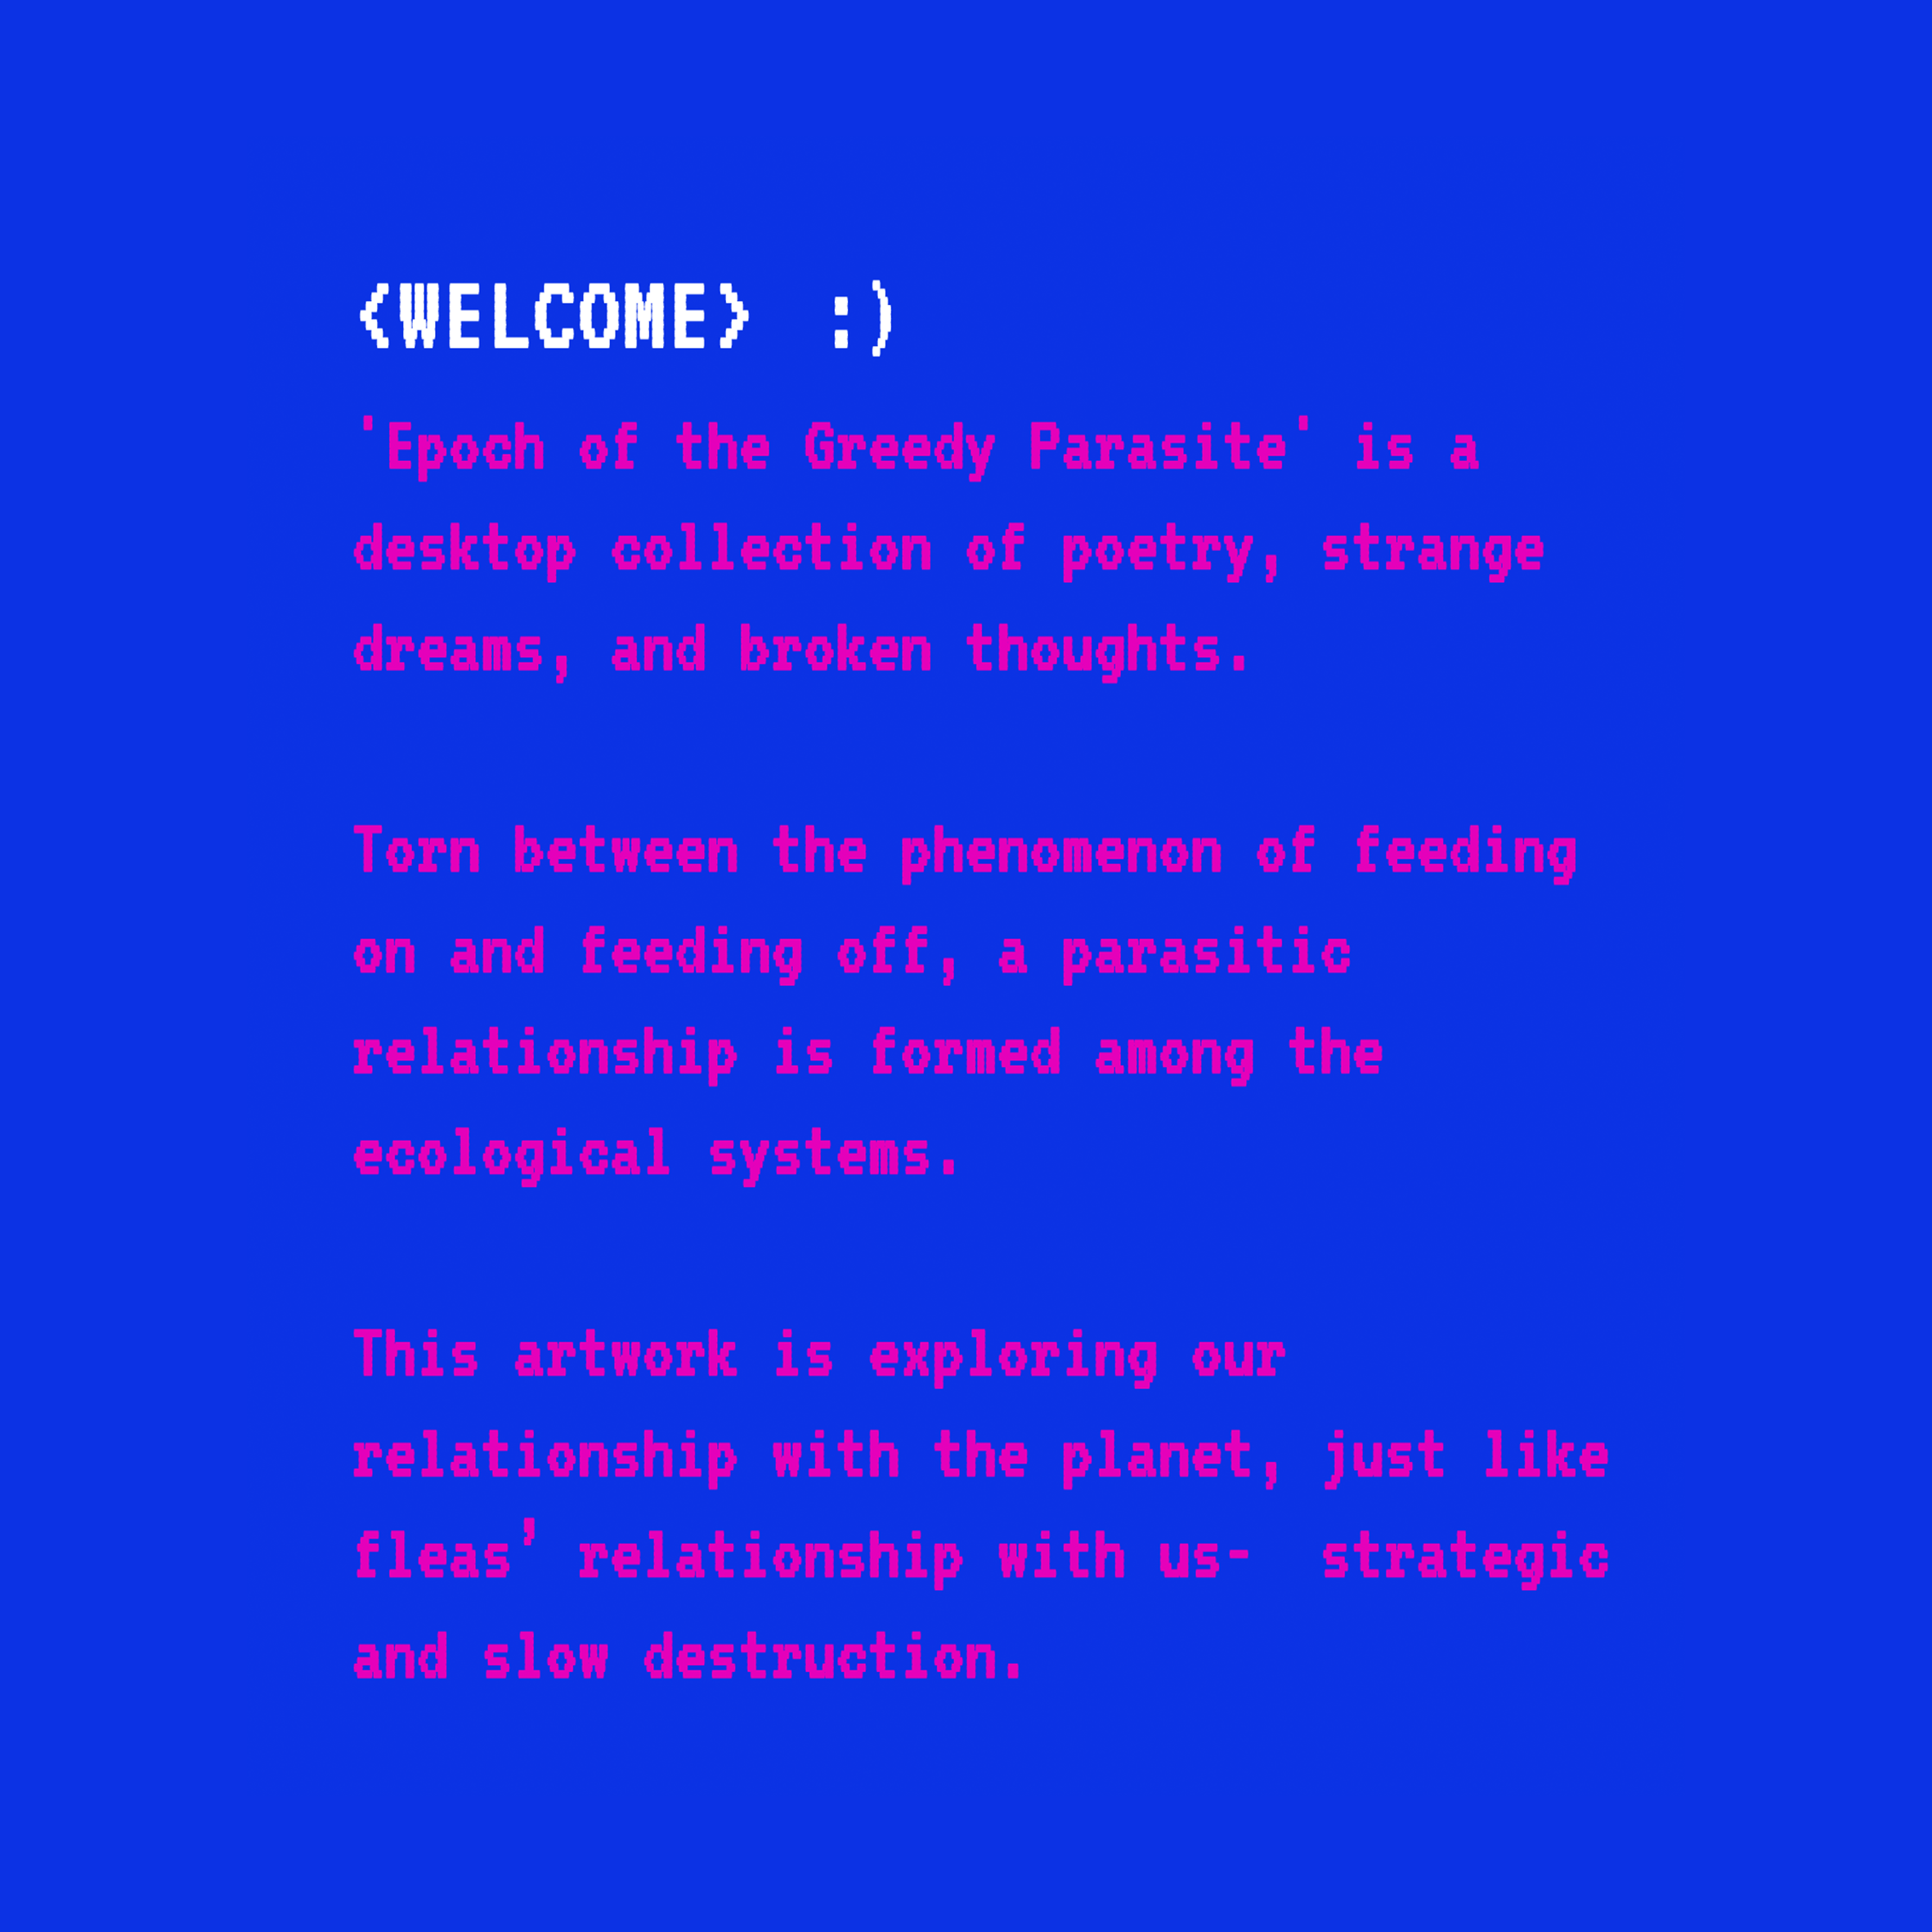 <WELCOME> :)
'Epoch of the Greedy Parasite' is a
desktop collection of poetry, strange
dreams, and broken thoughts.
Torn between the phenomenon of feeding
on and feeding off, a parasitic
relationship is formed among the
ecological systems.
This artwork is exploring our
relationship with the planet, just like
fleas’ relationship with us-  strategic
and slow destruction.